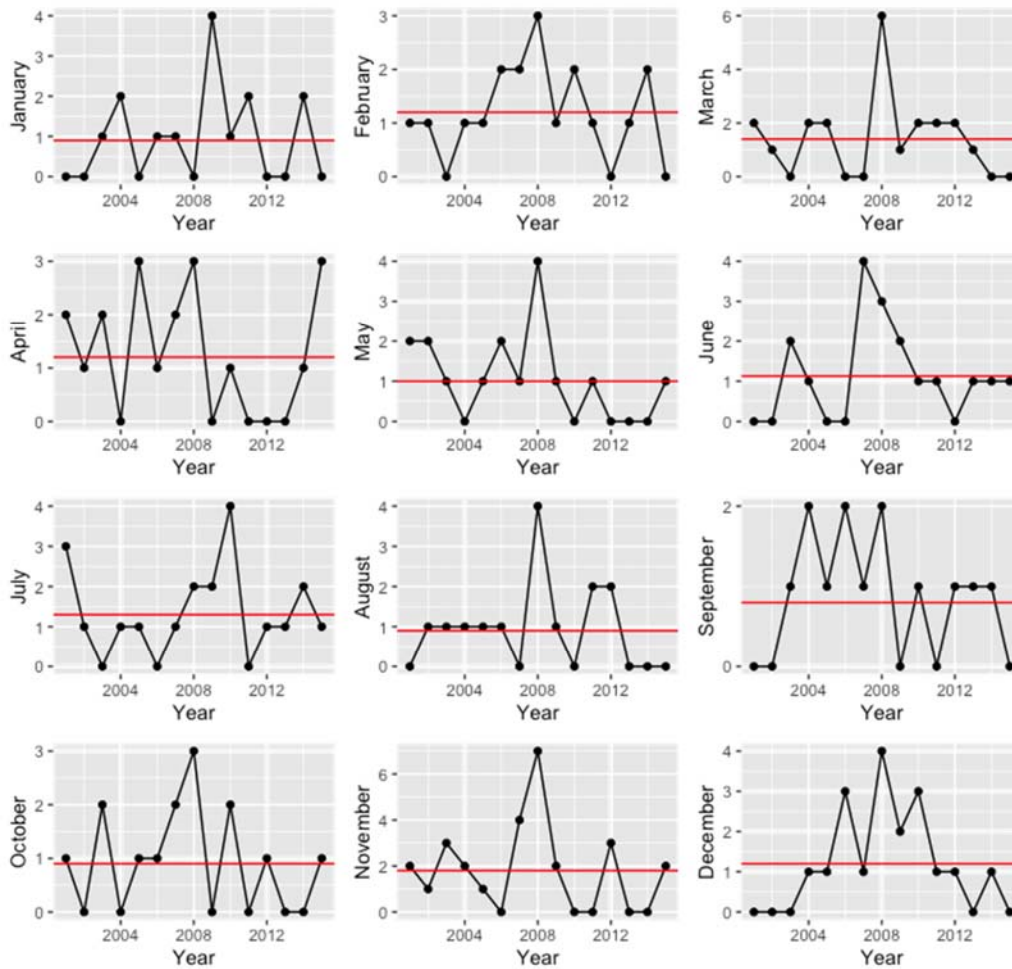 January
4
3
2
1
0
2004 2008 2012
Year
February
3
2
1
0
2004 2008 2012
Year
March
6
4
2
0
2004 2008 2012
Year
April
3
2
1
0
2004 2008 2012
Year
May
4
3
2
1
0
2004 2008 2012
Year
June
4
3
2
1
0
2004 2008 2012
Year
July
4
3
2
1
0
2004 2008 2012
Year
August
4
3
2
1
0
2004 2008 2012
Year
September
2
0
2004 2008 2012
Year
October
3
2
1
0
2004 2008 2012
Year
November
6
4
2
0
2004 2008 2012
Year
December
4
3
2
1
0
2004 2008 2012
Year